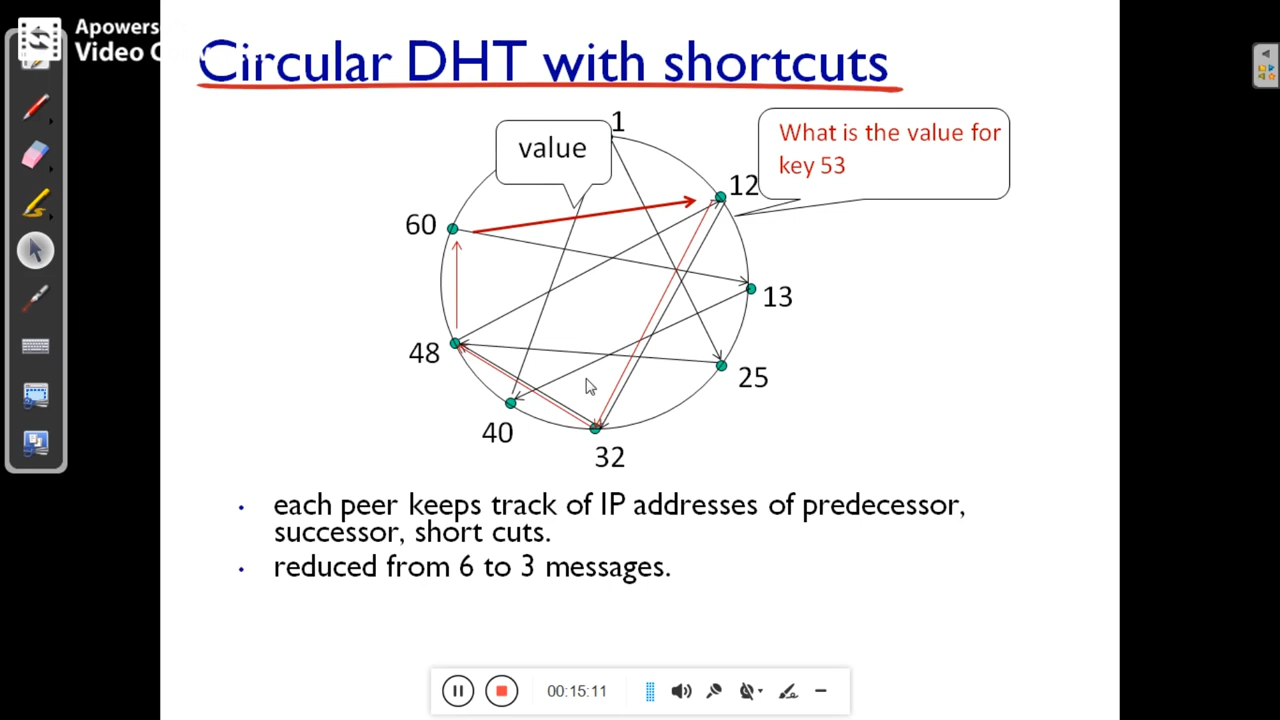 Apowers
Video C
Circular DHT with shortcuts
1
value
What is the value for
key 53
12
60
13
48
25
40
32
• each peer keeps track of IP addresses of predecessor,
successor, short cuts.
• reduced from 6 to 3 messages.
00:15:11